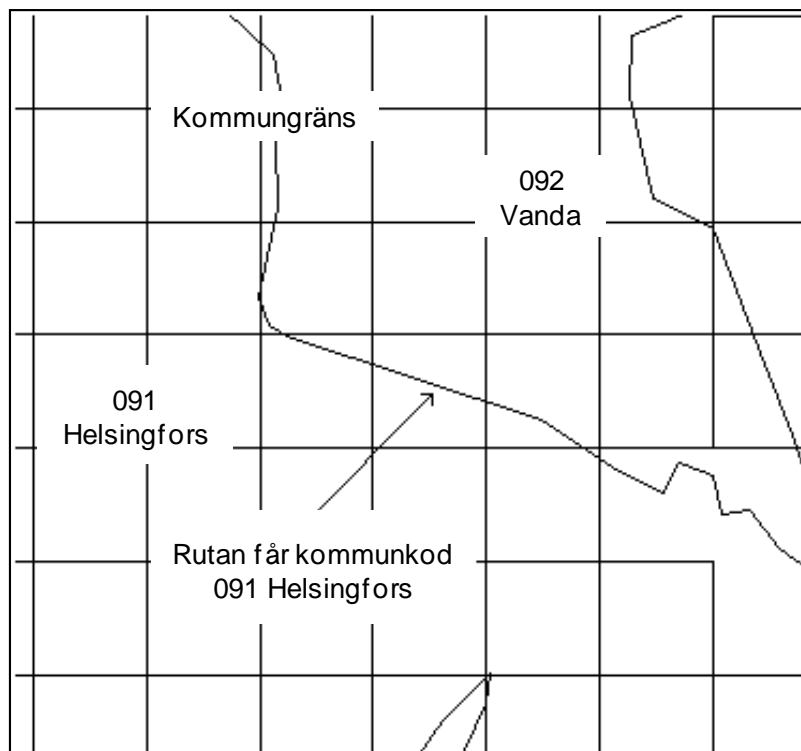 Kommungräns
092
Vanda
091
Helsingfors
Rutan får kommunkod
091 Helsingfors